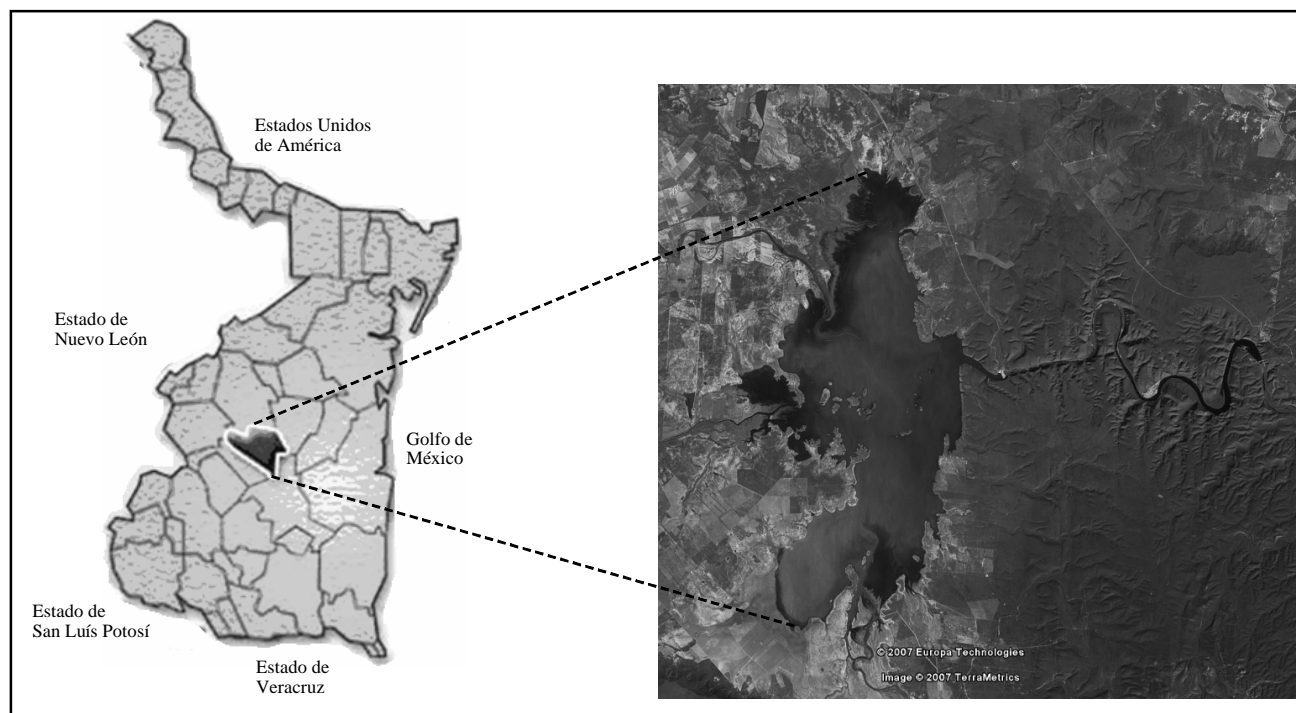 Estados Unidos
de América
Estado de
Nuevo León
Golfo de
México
Estado de
San Luís Potosí
Estado de
Veracruz
© 2007 Europa Technologies
Image © 2007 TerraMetrics